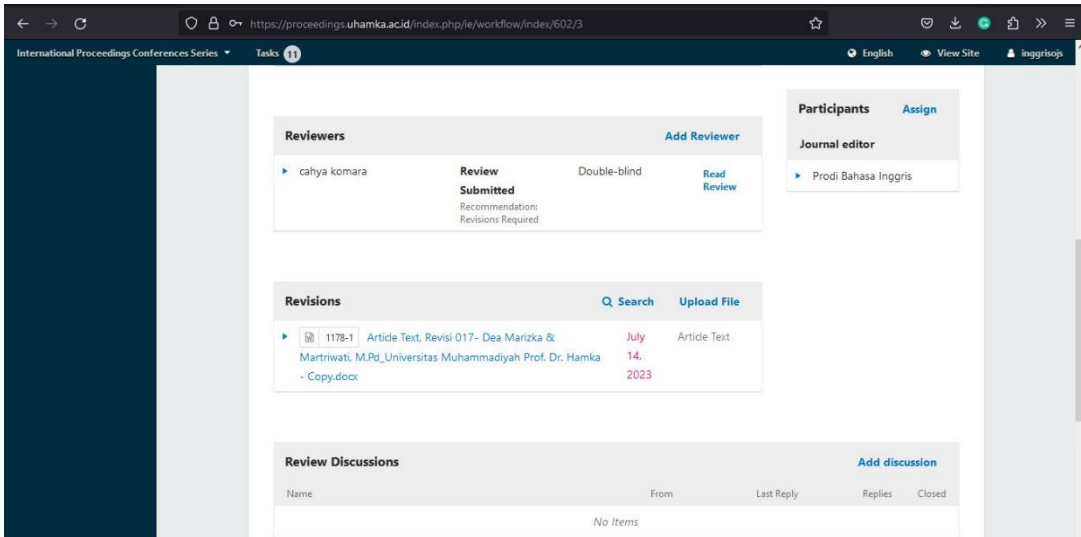 https://proceedings.uhamka.ac.id/index.php/ie/workflow/index/602/3
International Proceedings Conferences Series
Tasks 11
English
View Site
inggrisojs
Reviewers
Add Reviewer
cahya komara
Review
Submitted
Recommendation:
Revisions Required
Double-blind
Read
Review
Participants
Assign
Journal editor
Prodi Bahasa Inggris
Revisions
Search
Upload File
1178-1 Article Text, Revisi 017- Dea Marizka &
Martriwati, M.Pd_Universitas Muhammadiyah Prof. Dr. Hamka
- Copy.docx
July
14,
2023
Article Text
Review Discussions
Add discussion
Name From Last Reply Replies Closed
No Items